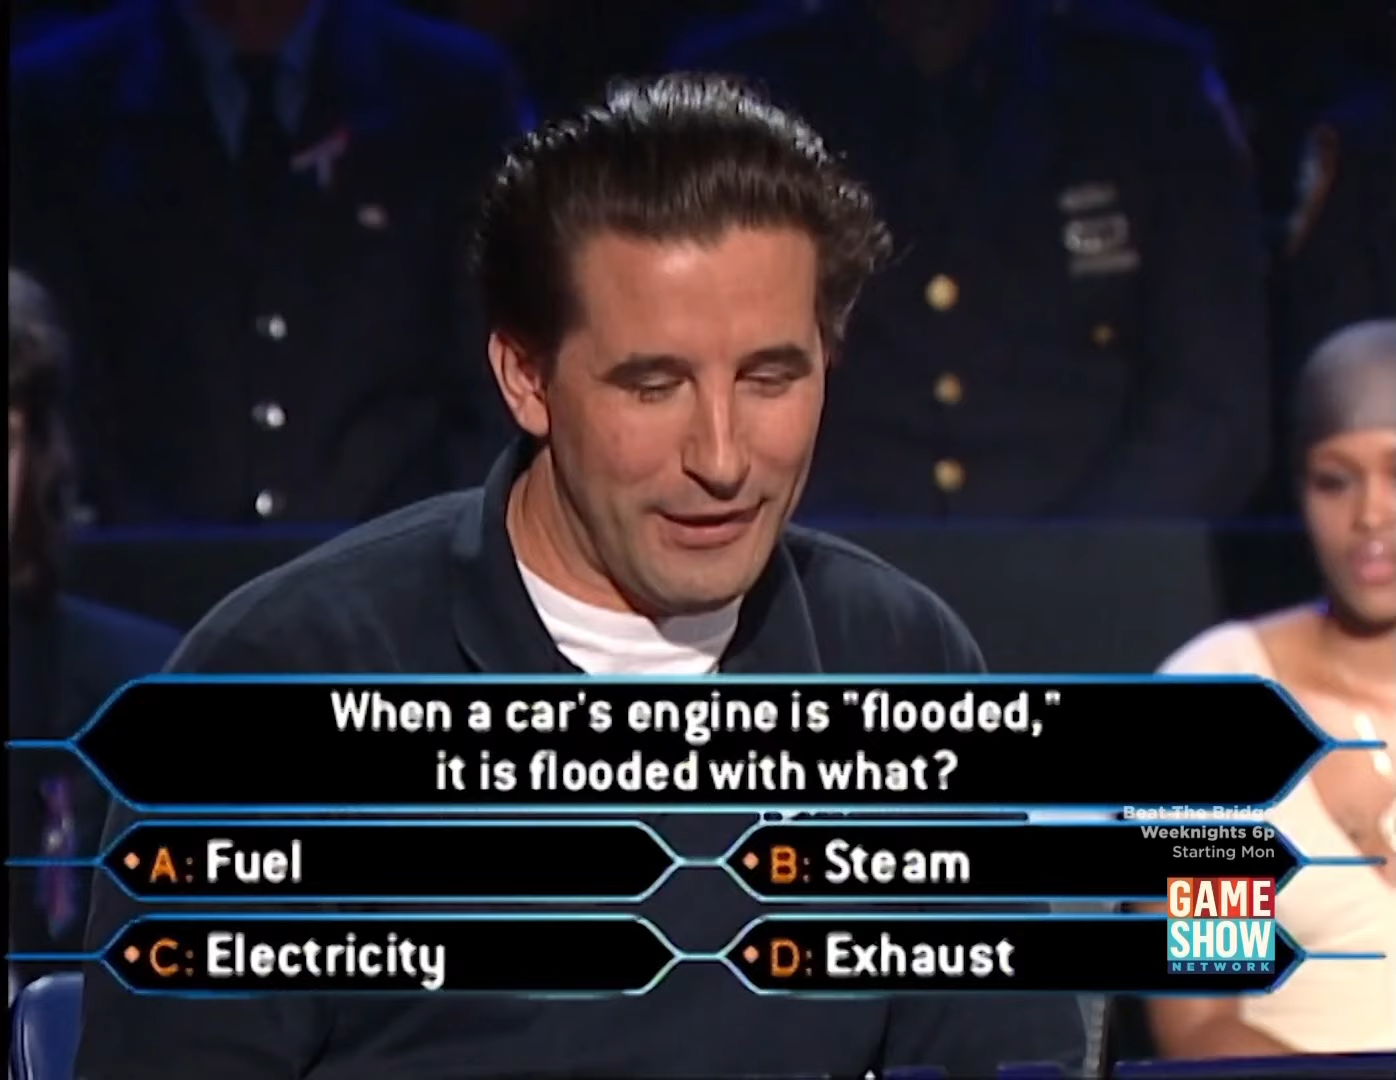 When a car's engine is "flooded,"
it is flooded with what?
Beat The Bridge
Weeknights 6p
Starting Mon
A: Fuel
B: Steam
C: Electricity
D: Exhaust
GAME
SHOW
NETWORK